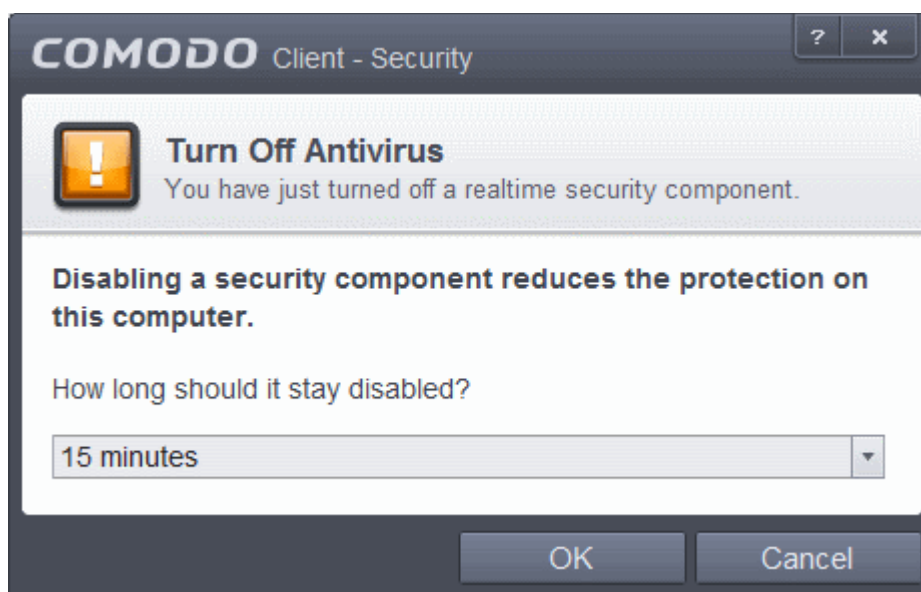 COMODO Client - Security
? ×
Turn Off Antivirus
You have just turned off a realtime security component.
Disabling a security component reduces the protection on
this computer.
How long should it stay disabled?
15 minutes
OK Cancel